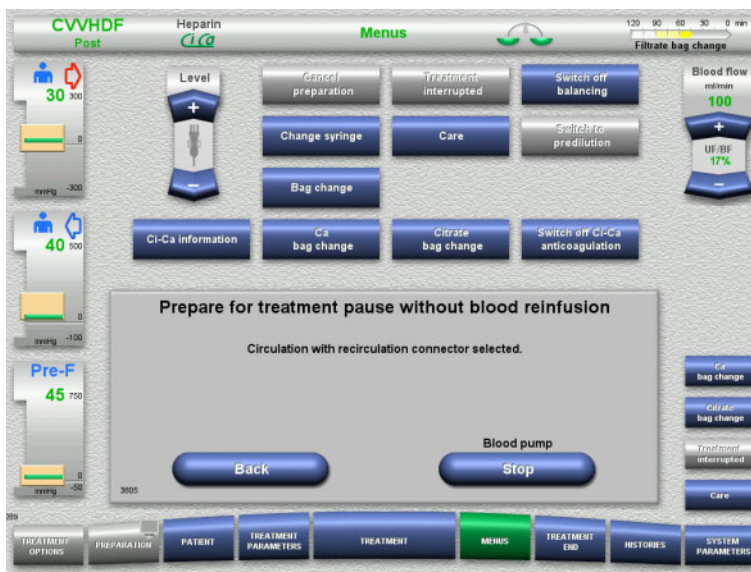 CVVHDF
Post
Heparin
CiCa
Menus
120 90 60 30 0 min
Filtrate bag change
30 300
0
mmHg -300
40 500
0
mmHg -100
Pre-F
45 750
0
mmHg -50
Level
+
−
Cancel
preparation
Treatment
interrupted
Switch off
balancing
Change syringe
Care
Switch to
predilution
Bag change
Ci-Ca information
Ca
bag change
Citrate
bag change
Switch off Ci-Ca
anticoagulation
Blood flow
ml/min
100
+
UF/BF
17%
−
Prepare for treatment pause without blood reinfusion
Circulation with recirculation connector selected.
Blood pump
Back
Stop
3605
Ca
bag change
Citrate
bag change
Treatment
interrupted
Care
TREATMENT
OPTIONS
PREPARATION
PATIENT
TREATMENT
PARAMETERS
TREATMENT
MENUS
TREATMENT
END
HISTORIES
SYSTEM
PARAMETERS